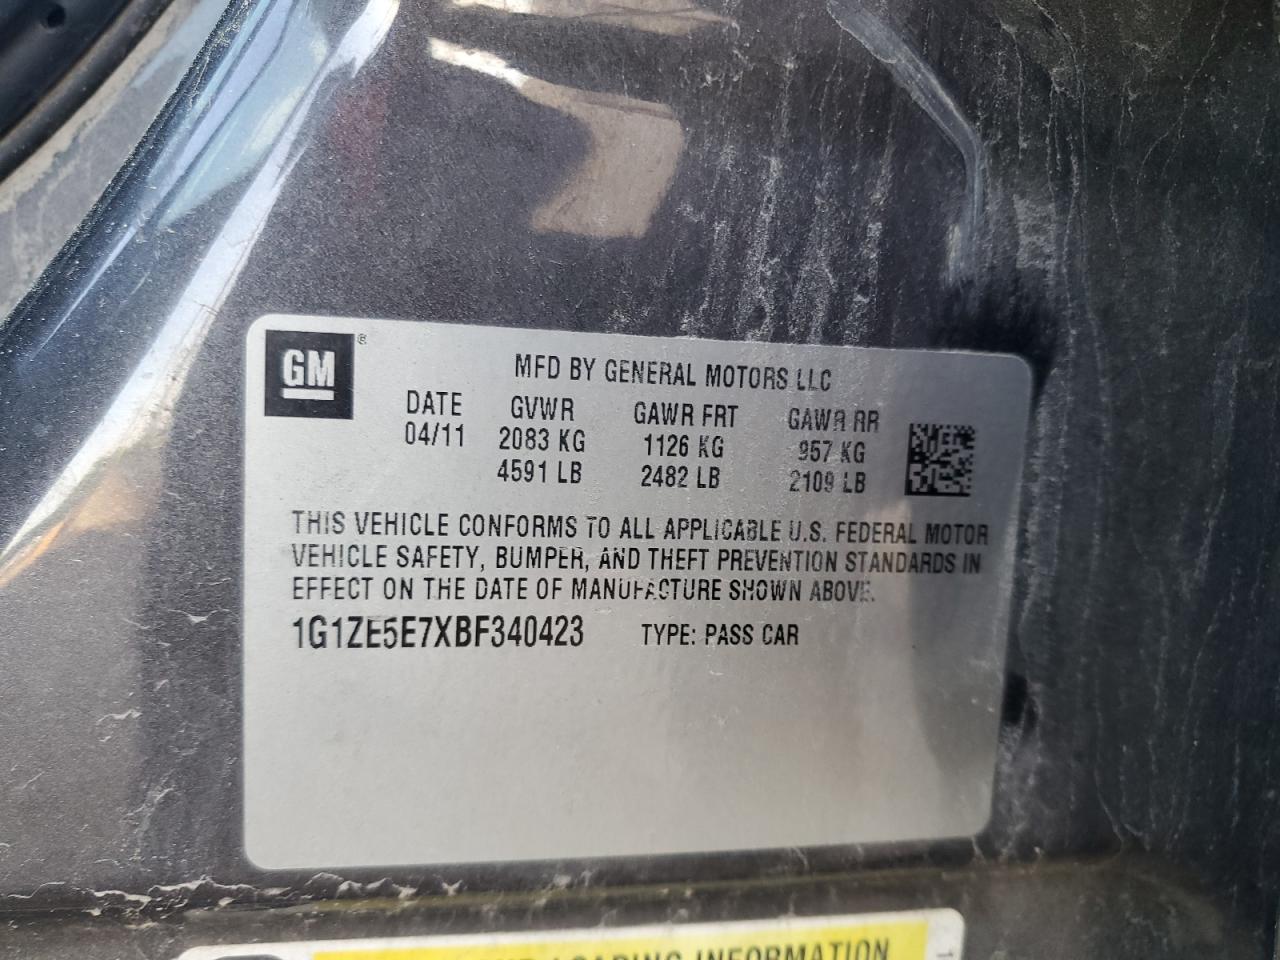 GM ®
MFD BY GENERAL MOTORS LLC
DATE GVWR GAWR FRT GAWR RR
04/11 2083 KG 1126 KG 957 KG
4591 LB 2482 LB 2109 LB
THIS VEHICLE CONFORMS TO ALL APPLICABLE U.S. FEDERAL MOTOR
VEHICLE SAFETY, BUMPER, AND THEFT PREVENTION STANDARDS IN
EFFECT ON THE DATE OF MANUFACTURE SHOWN ABOVE.
1G1ZE5E7XBF340423 TYPE: PASS CAR
LOADING INFORMATION